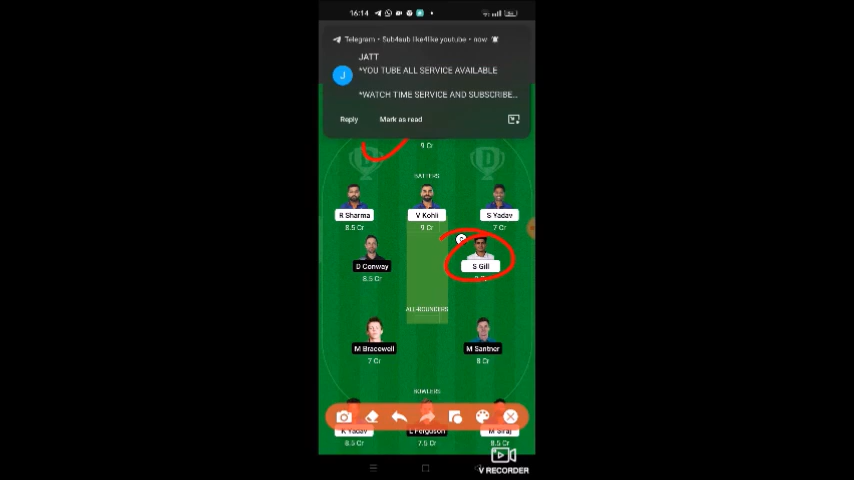 16:14
Telegram • Sub4sub like4like youtube • now
JATT
J
*YOU TUBE ALL SERVICE AVAILABLE
*WATCH TIME SERVICE AND SUBSCRIBE...
Reply Mark as read
9 Cr
BATTERS
R Sharma V Kohli S Yadav
8.5 Cr 9 Cr 7 Cr
D Conway S Gill
8.5 Cr
ALL-ROUNDERS
M Bracewell M Santner
7 Cr 8 Cr
BOWLERS
K Yadav L Ferguson M Siraj
8.5 Cr 7.5 Cr 8.5 Cr
V RECORDER